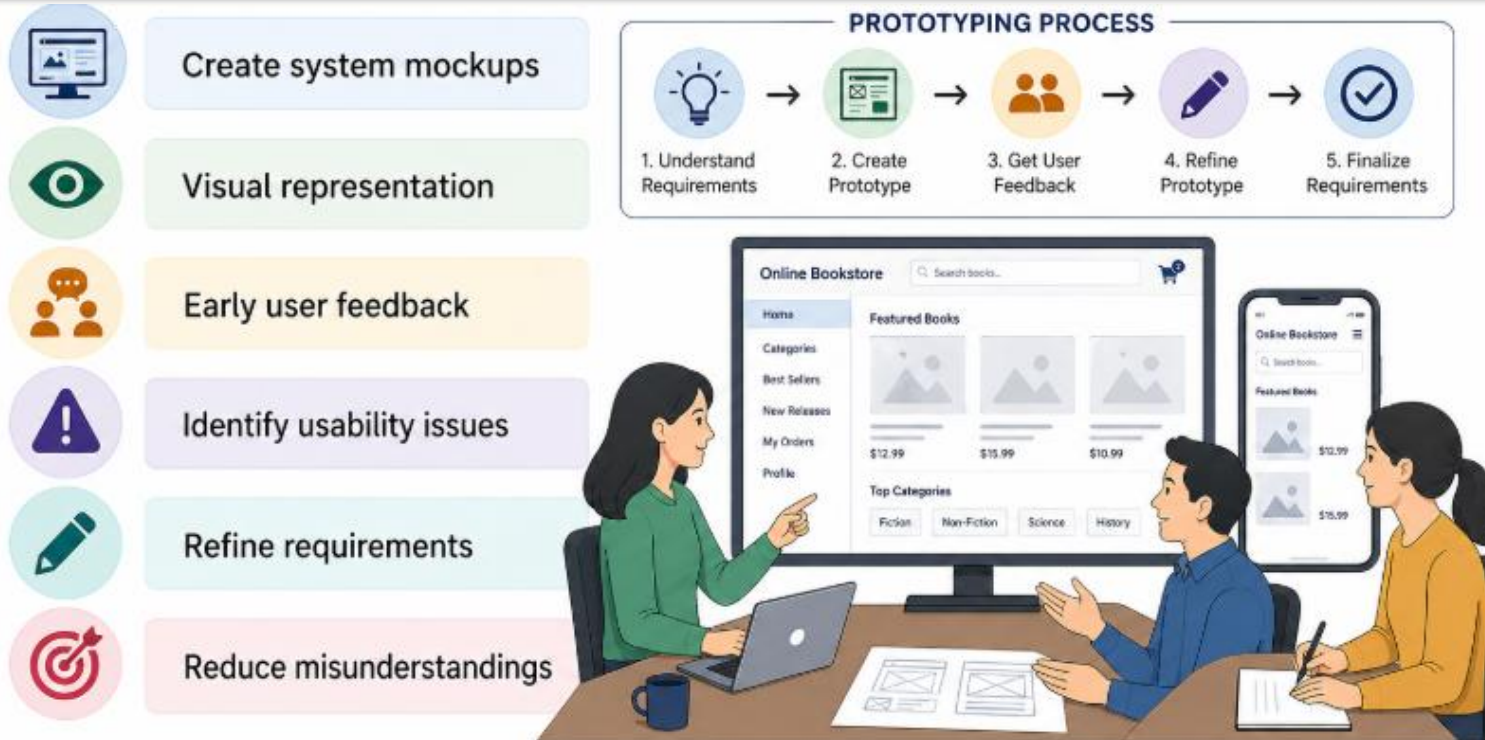 Create system mockups
Visual representation
Early user feedback
Identify usability issues
Refine requirements
Reduce misunderstandings
PROTOTYPING PROCESS
1. Understand
Requirements
2. Create
Prototype
3. Get User
Feedback
4. Refine
Prototype
5. Finalize
Requirements
Online Bookstore
Search books...
Home
Categories
Best Sellers
New Releases
My Orders
Profile
Featured Books
$12.99
$15.99
$10.99
Top Categories
Fiction
Non-Fiction
Science
History
Online Bookstore
Search books...
Featured Books
$12.99
$15.99